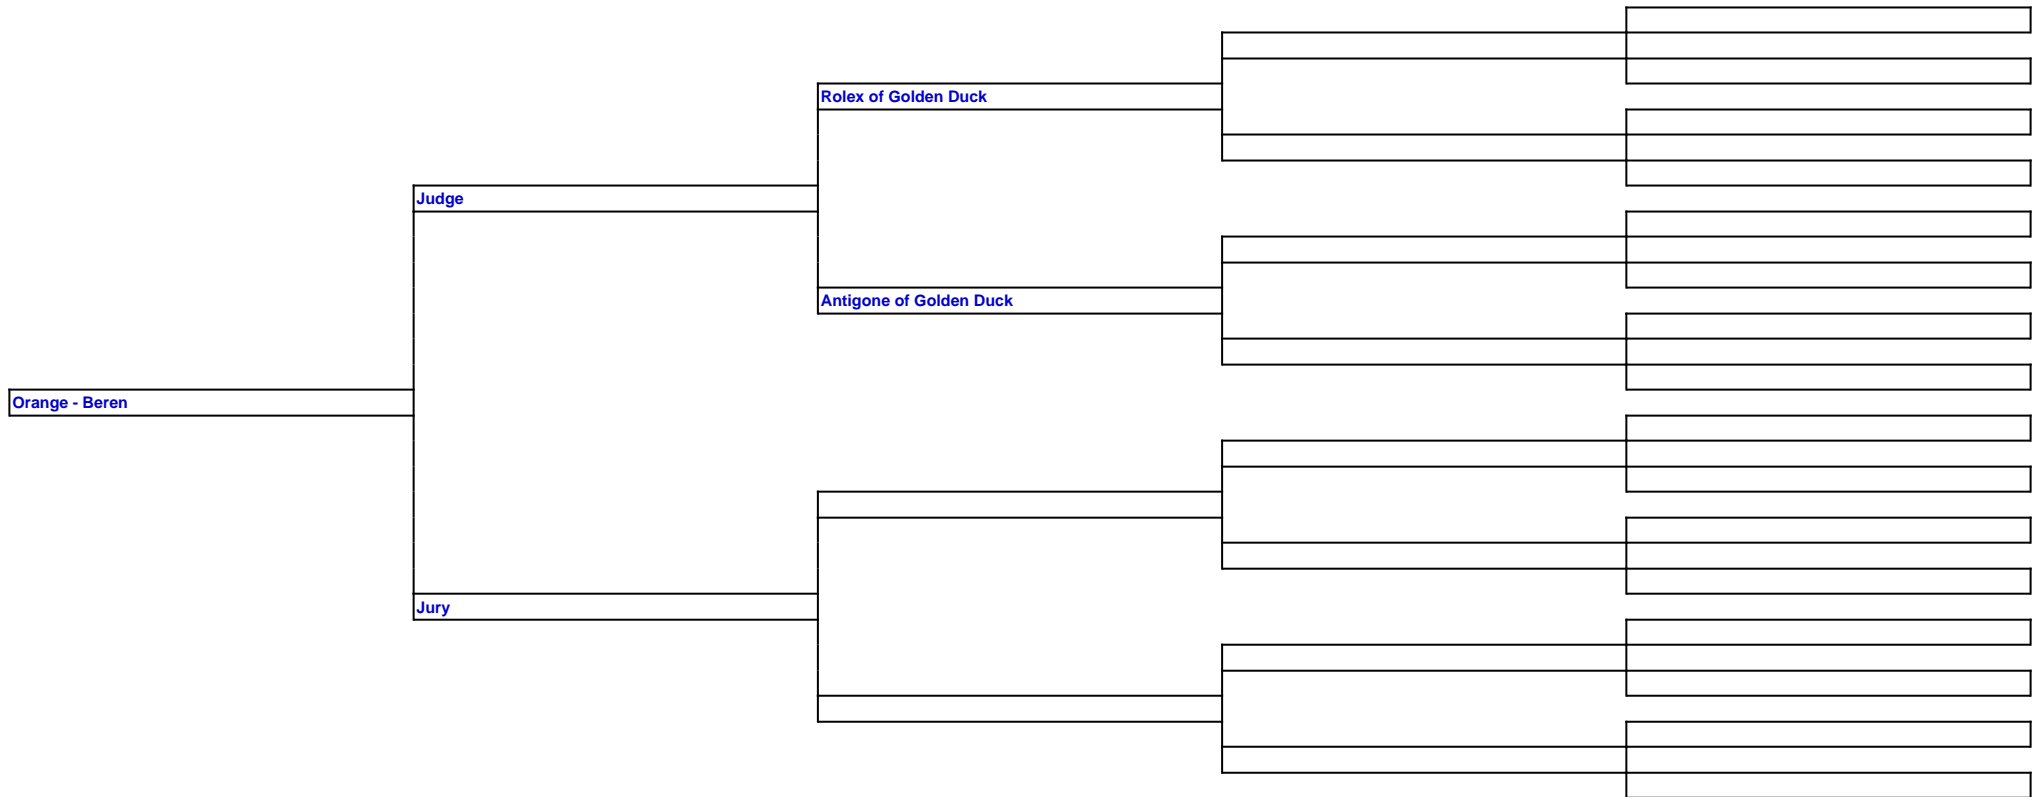 Rolex of Golden Duck
Judge
Antigone of Golden Duck
Orange - Beren
Jury